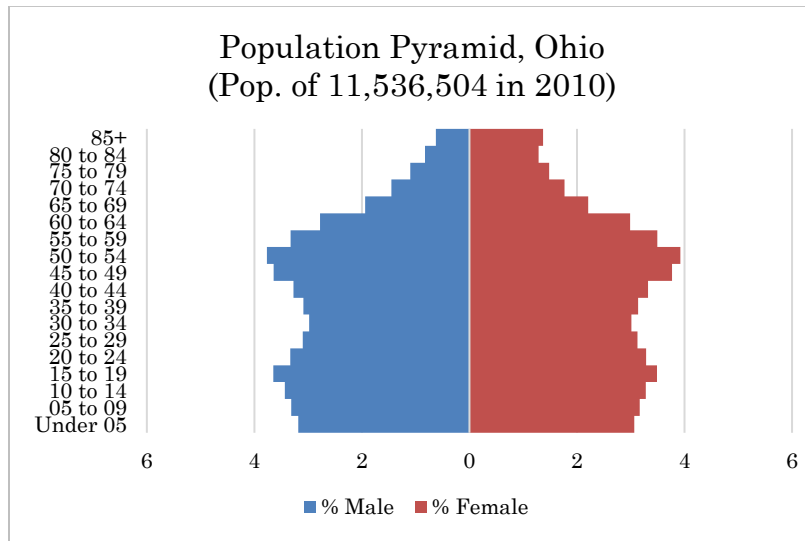 Population Pyramid, Ohio
(Pop. of 11,536,504 in 2010)
85+
80 to 84
75 to 79
70 to 74
65 to 69
60 to 64
55 to 59
50 to 54
45 to 49
40 to 44
35 to 39
30 to 34
25 to 29
20 to 24
15 to 19
10 to 14
05 to 09
Under 05
6 4 2 0 2 4 6
% Male % Female